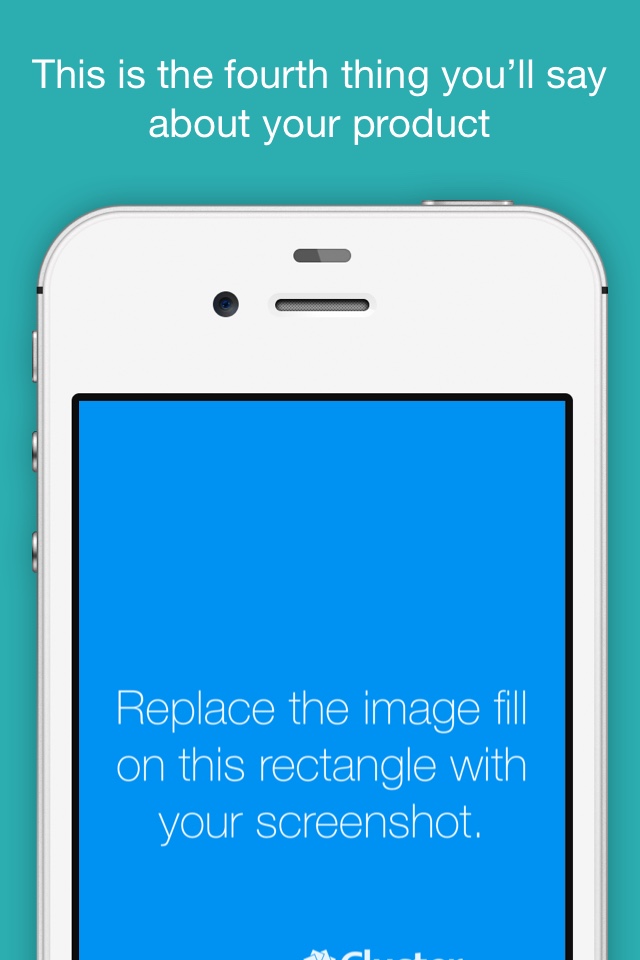 This is the fourth thing you’ll say
about your product
Replace the image fill
on this rectangle with
your screenshot.
Cluster